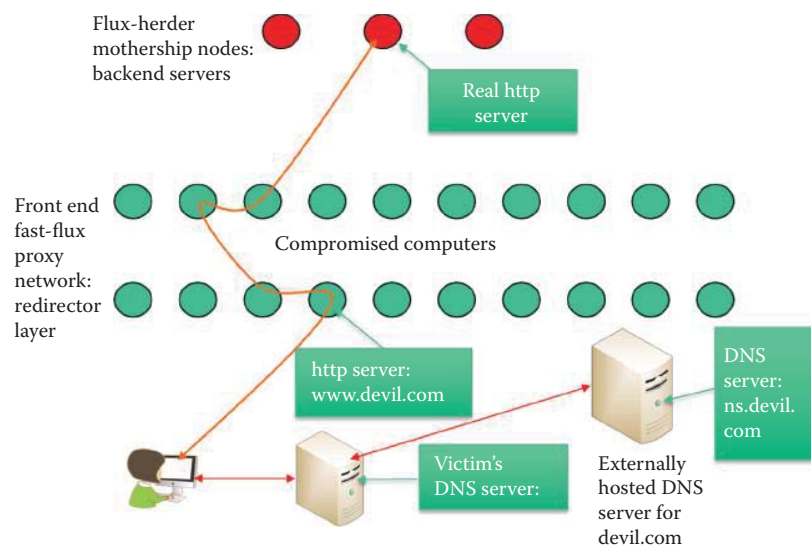 Flux-herder
mothership nodes:
backend servers
Real http
server
Front end
fast-flux
proxy
network:
redirector
layer
Compromised computers
http server:
www.devil.com
DNS
server:
ns.devil.
com
Victim’s
DNS server:
Externally
hosted DNS
server for
devil.com